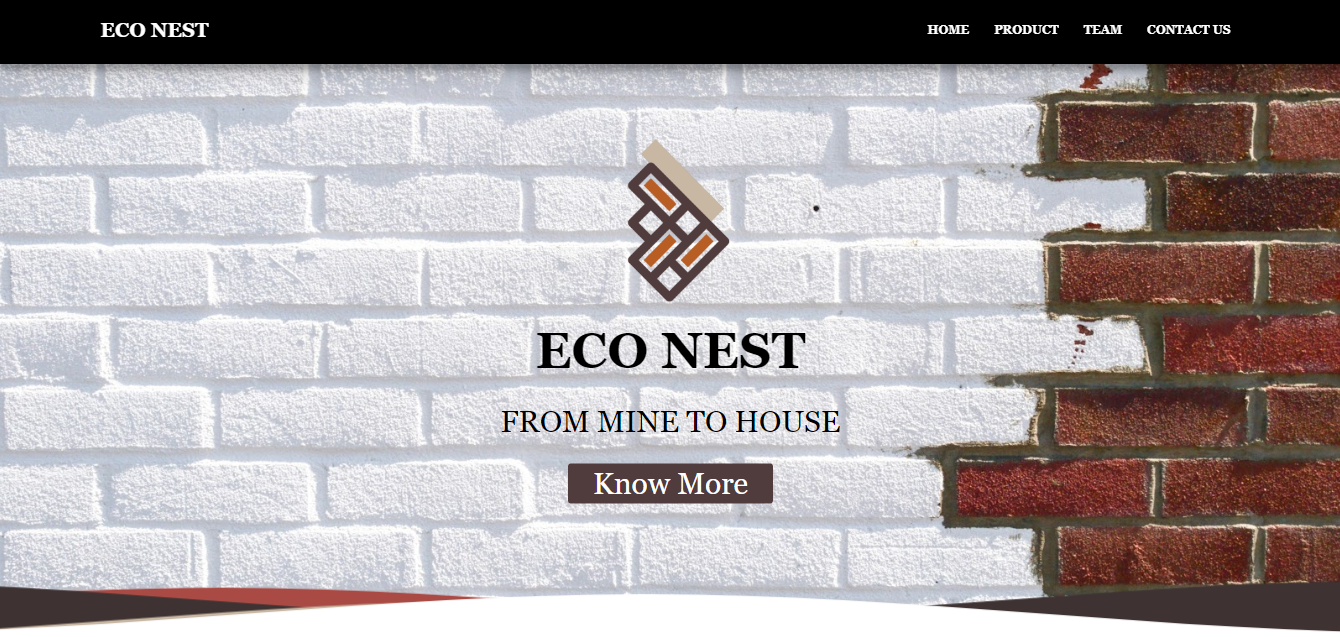 ECO NEST
HOME PRODUCT TEAM CONTACT US
ECO NEST
FROM MINE TO HOUSE
Know More